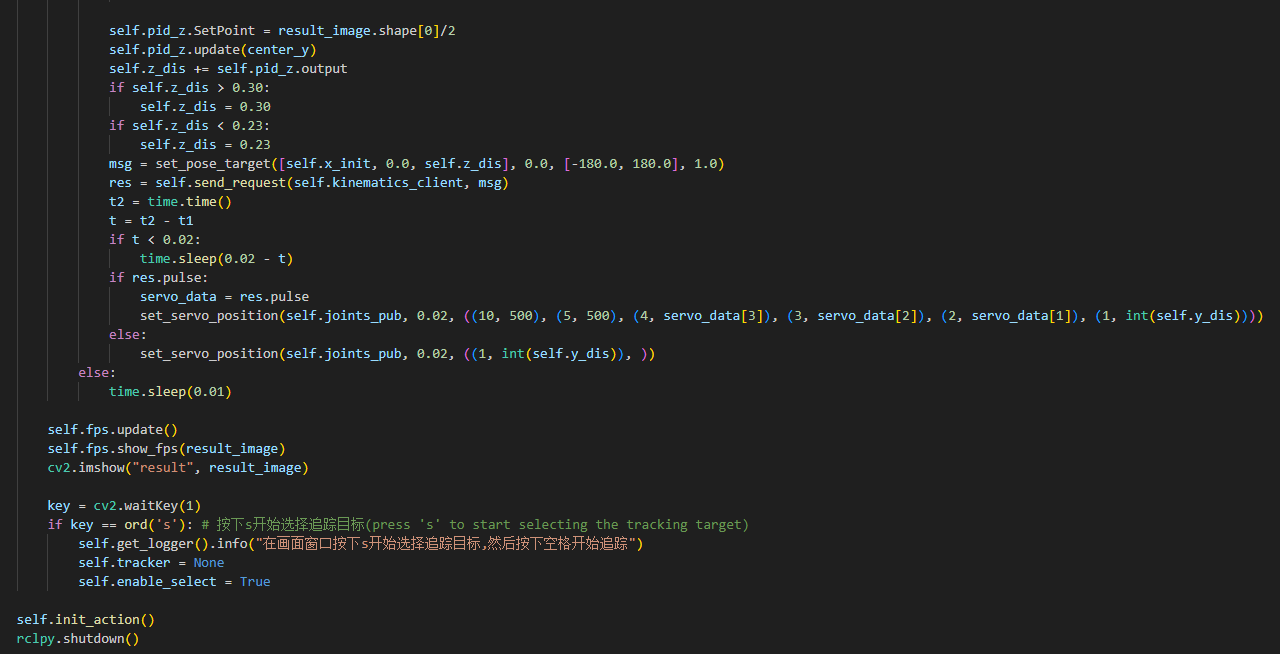 self.pid_z.SetPoint = result_image.shape[0]/2
self.pid_z.update(center_y)
self.z_dis += self.pid_z.output
if self.z_dis > 0.30:
self.z_dis = 0.30
if self.z_dis < 0.23:
self.z_dis = 0.23
msg = set_pose_target([self.x_init, 0.0, self.z_dis], 0.0, [-180.0, 180.0], 1.0)
res = self.send_request(self.kinematics_client, msg)
t2 = time.time()
t = t2 - t1
if t < 0.02:
time.sleep(0.02 - t)
if res.pulse:
servo_data = res.pulse
set_servo_position(self.joints_pub, 0.02, ((10, 500), (5, 500), (4, servo_data[3]), (3, servo_data[2]), (2, servo_data[1]), (1, int(self.y_dis))))
else:
set_servo_position(self.joints_pub, 0.02, ((1, int(self.y_dis)), ))
else:
time.sleep(0.01)
self.fps.update()
self.fps.show_fps(result_image)
cv2.imshow("result", result_image)
key = cv2.waitKey(1)
if key == ord('s'): # 按下s开始选择追踪目标(press 's' to start selecting the tracking target)
self.get_logger().info("在画面窗口按下s开始选择追踪目标,然后按下空格开始追踪")
self.tracker = None
self.enable_select = True
self.init_action()
rclpy.shutdown()